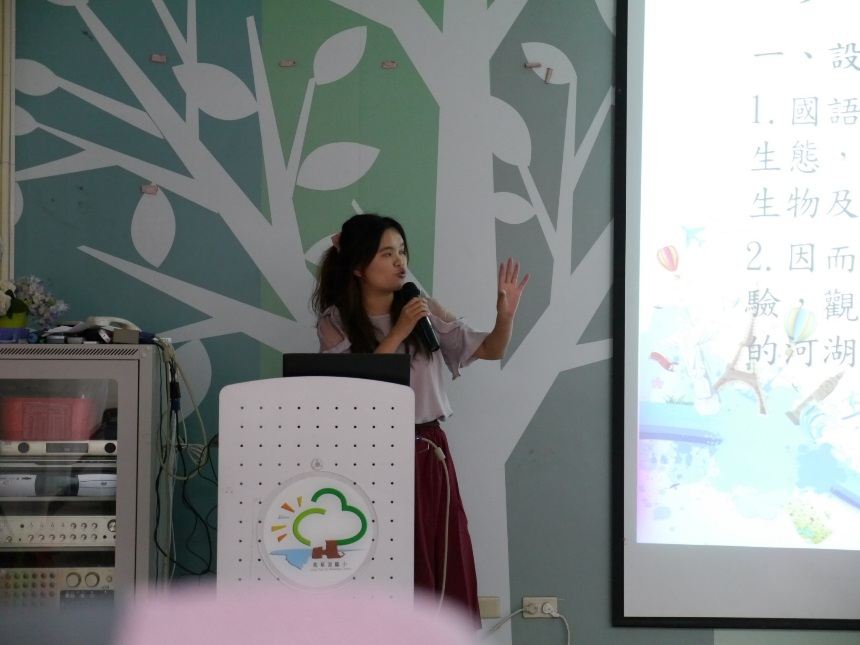 一、設
1.國語
生態，
生物及
2.因而
驗，觀
的河湖